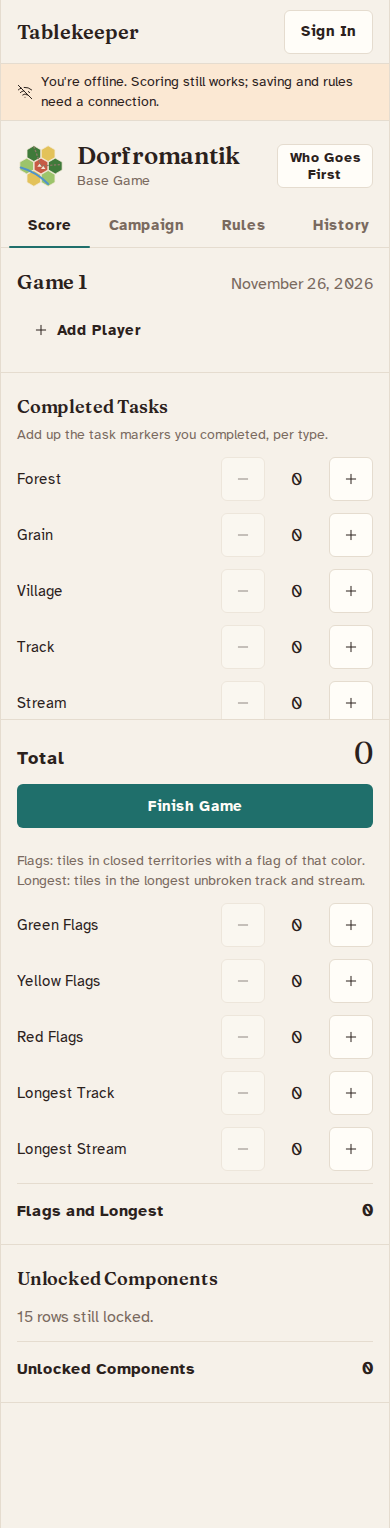 Tablekeeper
Sign In
You're offline. Scoring still works; saving and rules
need a connection.
Dorfromantik
Base Game
Who Goes
First
Score
Campaign
Rules
History
Game 1
November 26, 2026
+ Add Player
Completed Tasks
Add up the task markers you completed, per type.
Forest − 0 +
Grain − 0 +
Village − 0 +
Track − 0 +
Stream − 0 +
Total 0
Finish Game
Flags: tiles in closed territories with a flag of that color.
Longest: tiles in the longest unbroken track and stream.
Green Flags − 0 +
Yellow Flags − 0 +
Red Flags − 0 +
Longest Track − 0 +
Longest Stream − 0 +
Flags and Longest 0
Unlocked Components
15 rows still locked.
Unlocked Components 0